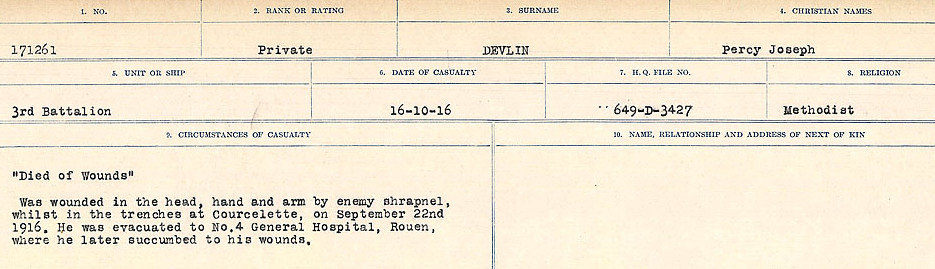 1. NO. 2. RANK OR RATING 3. SURNAME 4. CHRISTIAN NAMES
171261 Private DEVLIN Percy Joseph
5. UNIT OR SHIP 6. DATE OF CASUALTY 7. H. Q. FILE NO. 8. RELIGION
3rd Battalion 16-10-16 649-D-3427 Methodist
9. CIRCUMSTANCES OF CASUALTY 10. NAME, RELATIONSHIP AND ADDRESS OF NEXT OF KIN
"Died of Wounds"
Was wounded in the head, hand and arm by enemy shrapnel,
whilst in the trenches at Courcelette, on September 22nd
1916. He was evacuated to No.4 General Hospital, Rouen,
where he later succumbed to his wounds.